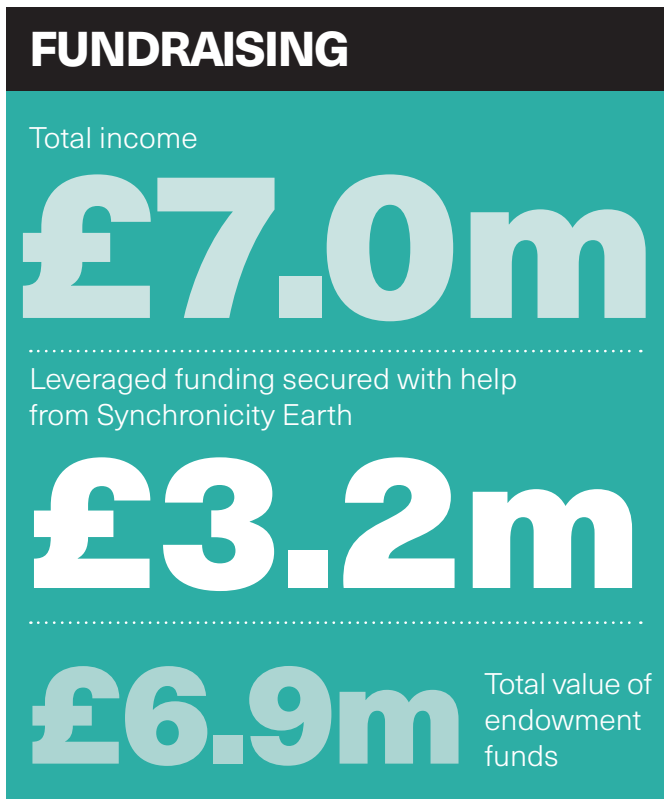 FUNDRAISING
Total income
£7.0m
Leveraged funding secured with help
from Synchronicity Earth
£3.2m
£6.9m
Total value of
endowment
funds